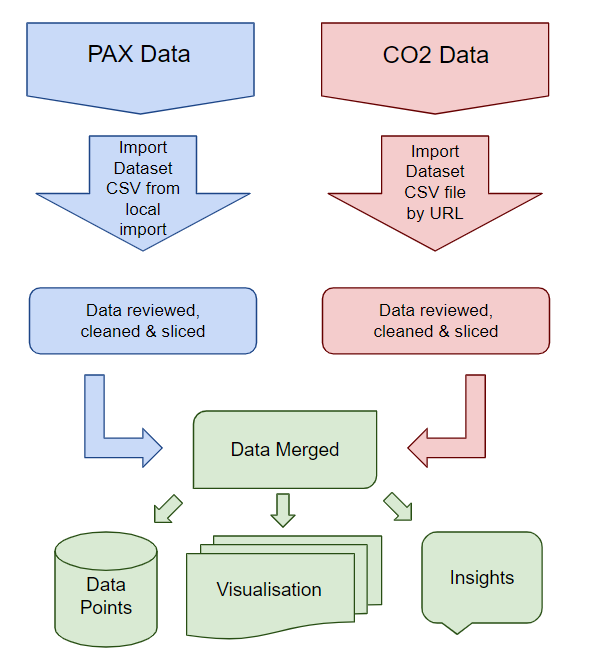 PAX Data
CO2 Data
Import
Dataset
CSV from
local
import
Import
Dataset
CSV file
by URL
Data reviewed,
cleaned & sliced
Data reviewed,
cleaned & sliced
Data Merged
Data
Points
Visualisation
Insights